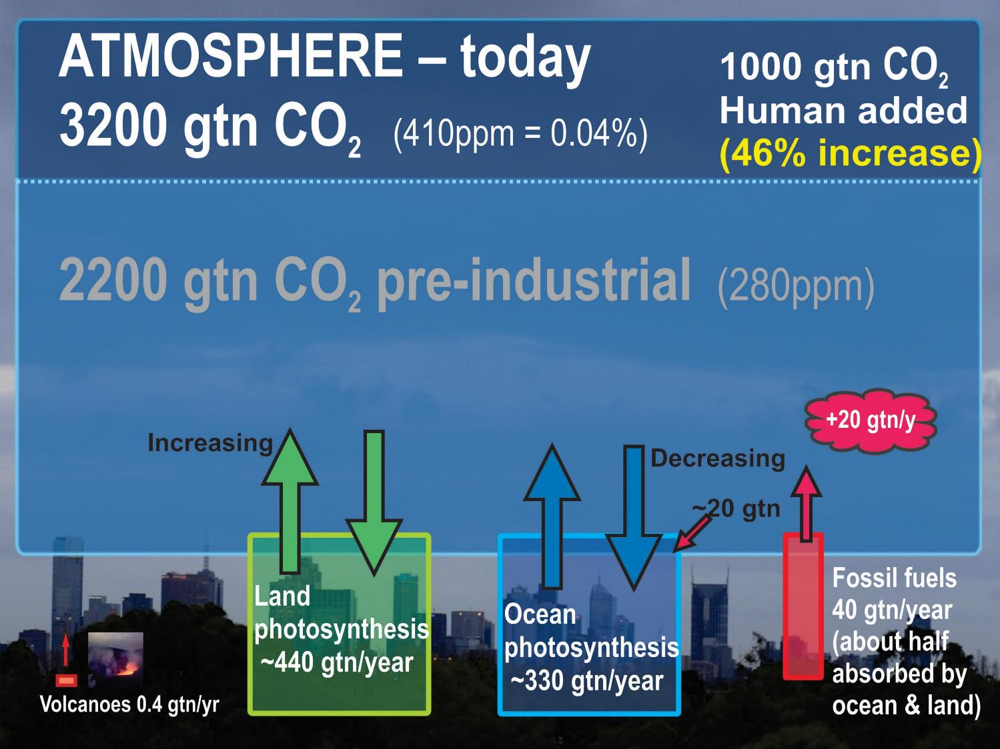 ATMOSPHERE – today
3200 gtn CO₂ (410ppm = 0.04%)
1000 gtn CO₂
Human added
(46% increase)
2200 gtn CO₂ pre-industrial (280ppm)
+20 gtn/y
Increasing
Decreasing
~20 gtn
Land
photosynthesis
~440 gtn/year
Ocean
photosynthesis
~330 gtn/year
Fossil fuels
40 gtn/year
(about half
absorbed by
ocean & land)
Volcanoes 0.4 gtn/yr